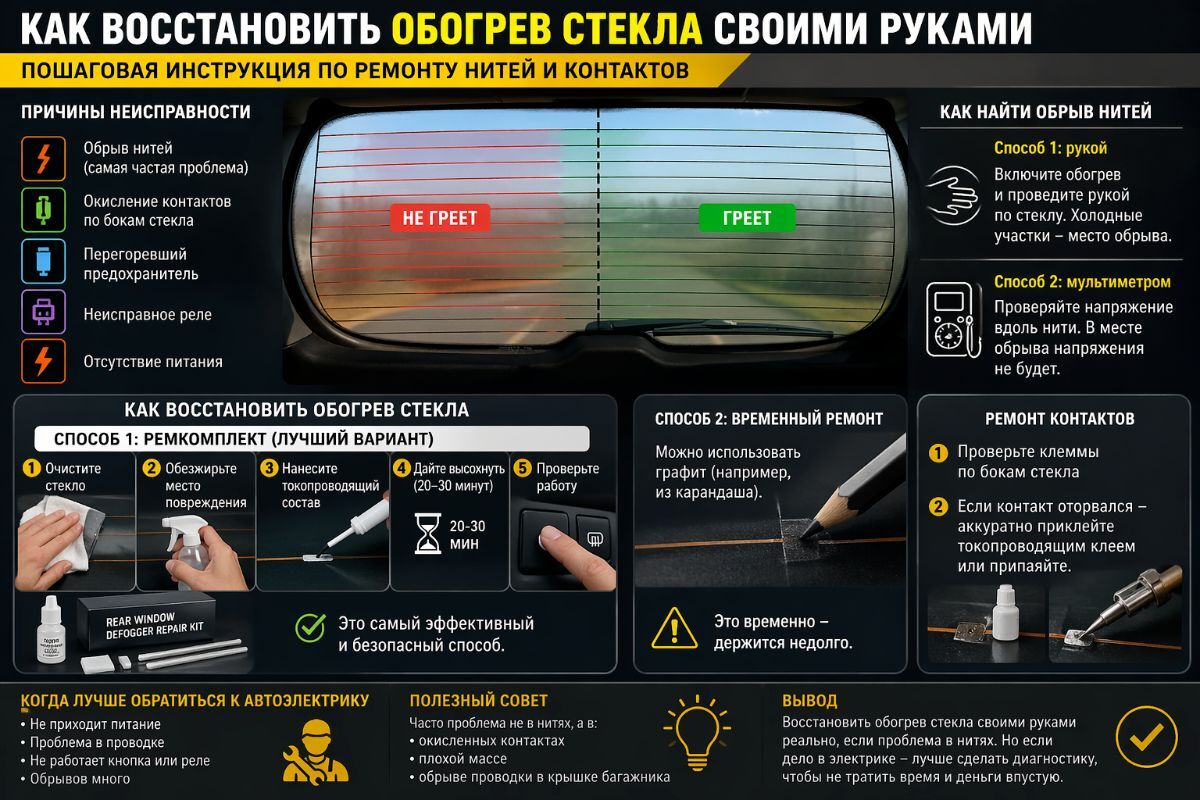 КАК ВОССТАНОВИТЬ ОБОГРЕВ СТЕКЛА СВОИМИ РУКАМИ
ПОШАГОВАЯ ИНСТРУКЦИЯ ПО РЕМОНТУ НИТЕЙ И КОНТАКТОВ
ПРИЧИНЫ НЕИСПРАВНОСТИ
Обрыв нитей
(самая частая проблема)
Окисление контактов
по бокам стекла
Перегоревший
предохранитель
Неисправное реле
Отсутствие питания
НЕ ГРЕЕТ
ГРЕЕТ
КАК НАЙТИ ОБРЫВ НИТЕЙ
Способ 1: рукой
Включите обогрев
и проведите рукой
по стеклу. Холодные
участки – место обрыва.
Способ 2: мультиметром
Проверяйте напряжение
вдоль нити. В месте
обрыва напряжения
не будет.
КАК ВОССТАНОВИТЬ ОБОГРЕВ СТЕКЛА
СПОСОБ 1: РЕМКОМПЛЕКТ (ЛУЧШИЙ ВАРИАНТ)
1 Очистите
стекло
2 Обезжирьте
место
повреждения
3 Нанесите
токопроводящий
состав
4 Дайте высохнуть
(20–30 минут)
20-30
МИН
5 Проверьте
работу
REAR WINDOW
DEFOGGER REPAIR KIT
Это самый эффективный
и безопасный способ.
СПОСОБ 2: ВРЕМЕННЫЙ РЕМОНТ
Можно использовать
графит (например,
из карандаша).
Это временно –
держится недолго.
РЕМОНТ КОНТАКТОВ
1 Проверьте клеммы
по бокам стекла
2 Если контакт оторвался –
аккуратно приклейте
токопроводящим клеем
или припаяйте.
КОГДА ЛУЧШЕ ОБРАТИТЬСЯ К АВТОЭЛЕКТРИКУ
• Не приходит питание
• Проблема в проводке
• Не работает кнопка или реле
• Обрывов много
ПОЛЕЗНЫЙ СОВЕТ
Часто проблема не в нитях, а в:
• окисленных контактах
• плохой массе
• обрыве проводки в крышке багажника
ВЫВОД
Восстановить обогрев стекла своими руками
реально, если проблема в нитях. Но если
дело в электрике – лучше сделать диагностику,
чтобы не тратить время и деньги впустую.